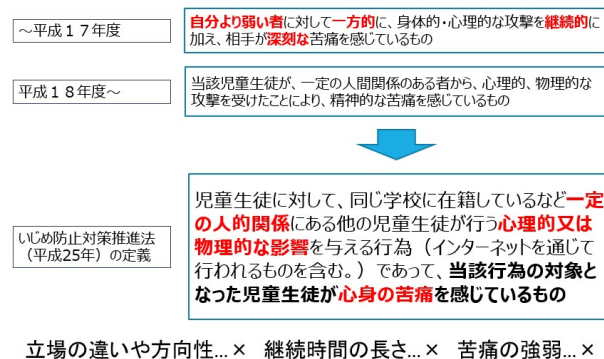 ～平成１７年度
自分より弱い者に対して一方的に、身体的・心理的な攻撃を継続的に
加え、相手が深刻な苦痛を感じているもの
平成１８年度～
当該児童生徒が、一定の人間関係のある者から、心理的、物理的な
攻撃を受けたことにより、精神的な苦痛を感じているもの
いじめ防止対策推進法
（平成25年）の定義
児童生徒に対して、同じ学校に在籍しているなど一定
の人的関係にある他の児童生徒が行う心理的又は
物理的な影響を与える行為（インターネットを通じて
行われるものを含む。）であって、当該行為の対象と
なった児童生徒が心身の苦痛を感じているもの
立場の違いや方向性…× 継続時間の長さ…× 苦痛の強弱…×